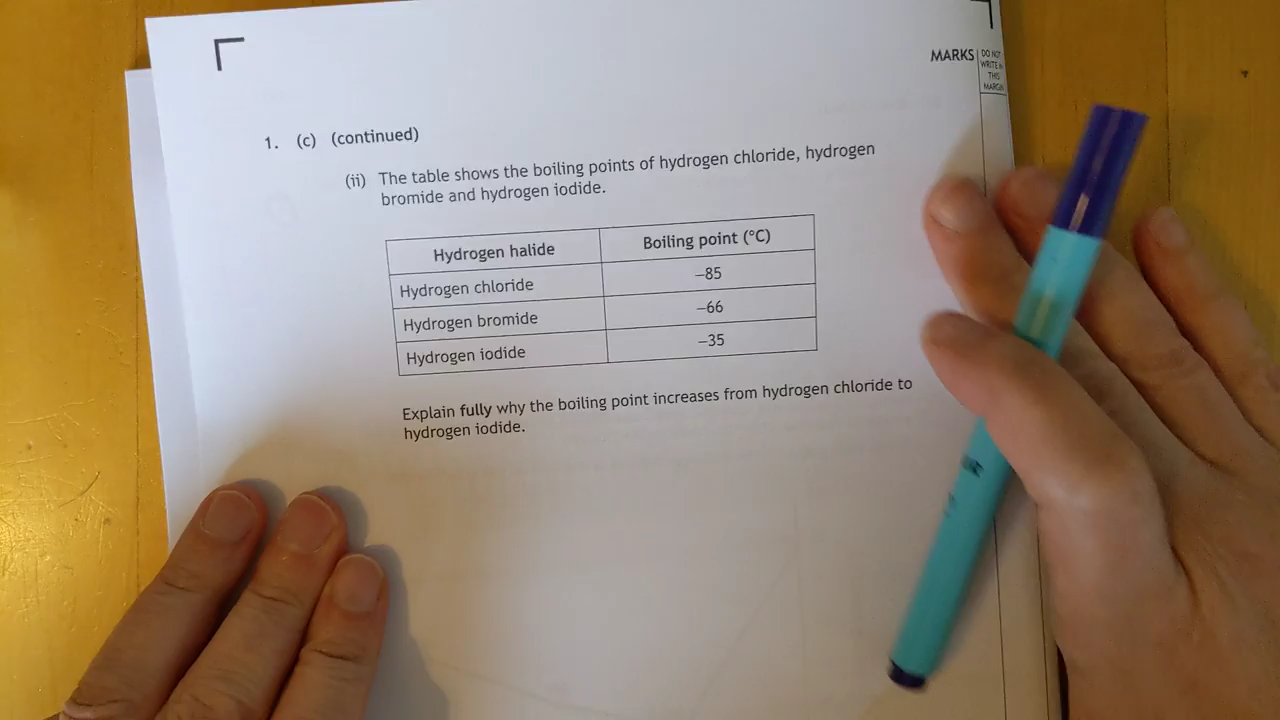 MARKS
DO NOT
WRITE IN
THIS
MARGIN
1. (c) (continued)
(ii) The table shows the boiling points of hydrogen chloride, hydrogen
bromide and hydrogen iodide.
Hydrogen halide Boiling point (°C)
Hydrogen chloride −85
Hydrogen bromide −66
Hydrogen iodide −35
Explain fully why the boiling point increases from hydrogen chloride to
hydrogen iodide.